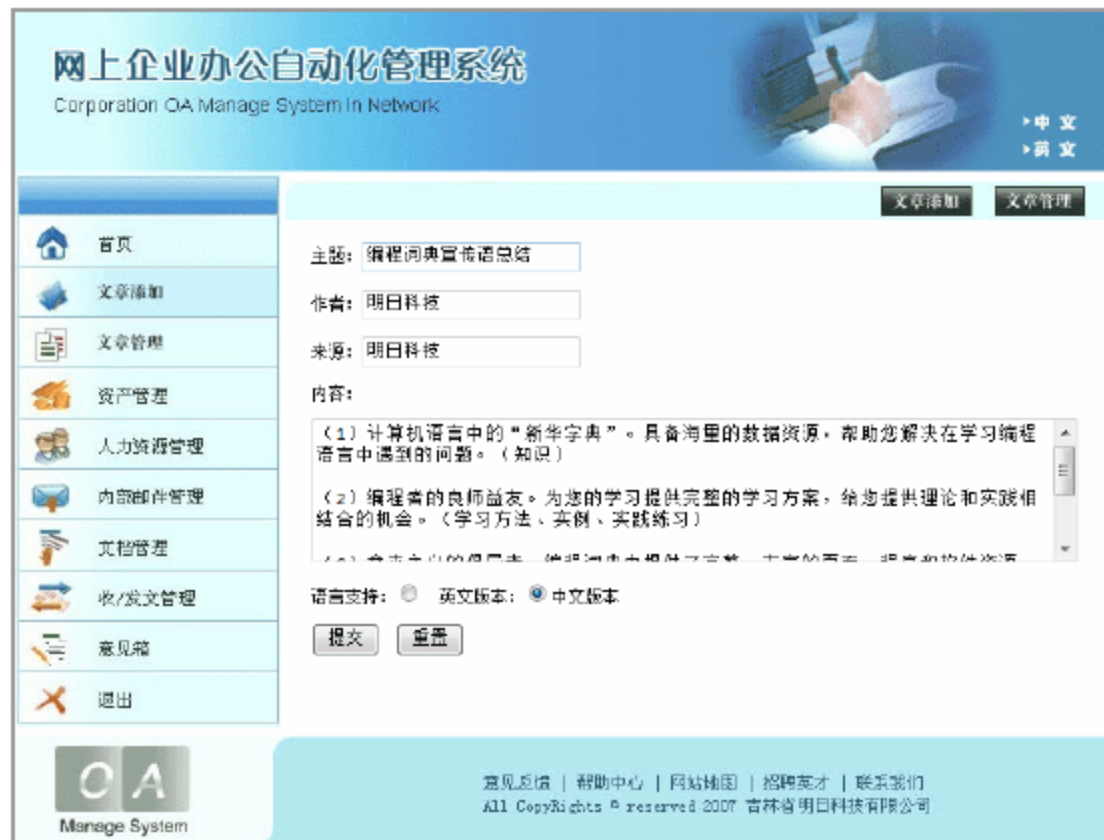 网上企业办公自动化管理系统
Corporation OA Manage System in Network
中 文
英 文
文章添加 文章管理
首页
文章添加
文章管理
资产管理
人力资源管理
内部邮件管理
文档管理
收/发文管理
意见箱
退出
主题: 编程词典宣传语总结
作者: 明日科技
来源: 明日科技
内容:
(1)计算机语言中的“新华字典”。具备海量的数据资源，帮助您解决在学习编程
语言中遇到的问题。(知识)
(2)编程者的良师益友。为您的学习提供完整的学习方案，给您提供理论和实践相
结合的机会。(学习方法、实例、实践练习)
语言支持: 英文版本: 中文版本
提交 重置
OA
Manage System
意见反馈 | 帮助中心 | 网站地图 | 招聘英才 | 联系我们
All CopyRights © reserved 2007 吉林省明日科技有限公司